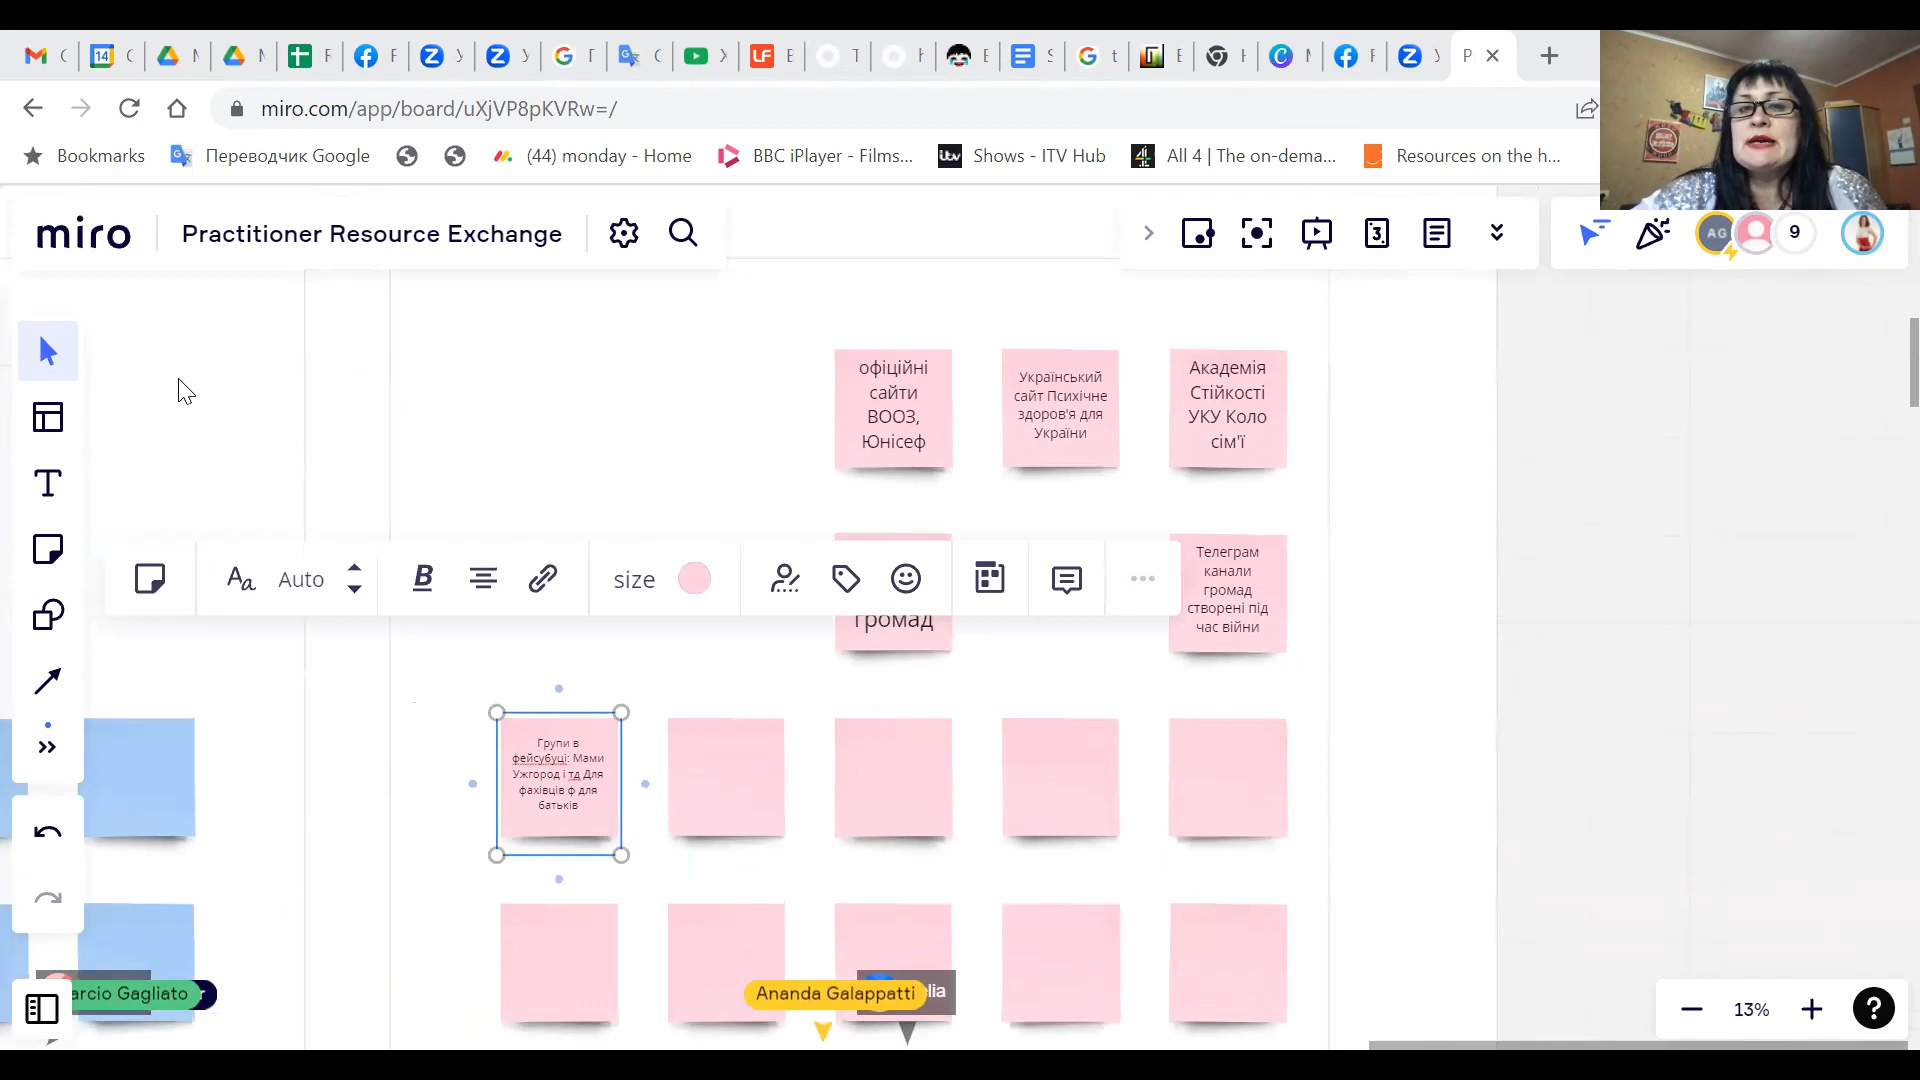 miro.com/app/board/uXjVP8pKVRw=/
Bookmarks
Переводчик Google
(44) monday - Home
BBC iPlayer - Films...
Shows - ITV Hub
All 4 | The on-dema...
Resources on the h...
miro
Practitioner Resource Exchange
AG
9
офіційні
сайти
ВООЗ,
Юнісеф
Український
сайт Психічне
здоров'я для
України
Академія
Стійкості
УКУ Коло
сім'ї
Auto
size
громад
Телеграм
канали
громад
створені під
час війни
Групи в
фейсубуці: Мами
Ужгород і тд Для
фахівців ф для
батьків
arcio Gagliato
Ananda Galappatti
lia
13%